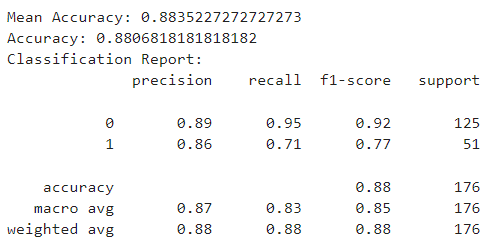 Mean Accuracy: 0.8835227272727273
Accuracy: 0.8806818181818182
Classification Report:
precision recall f1-score support
0 0.89 0.95 0.92 125
1 0.86 0.71 0.77 51
accuracy 0.88 176
macro avg 0.87 0.83 0.85 176
weighted avg 0.88 0.88 0.88 176